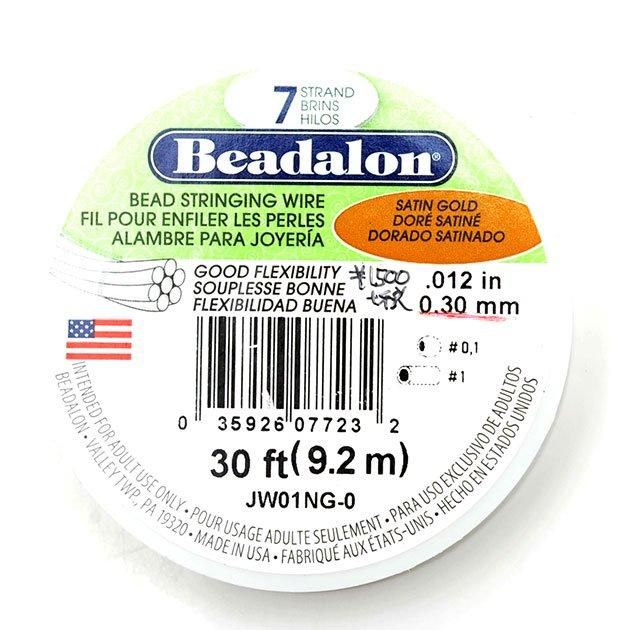 7 STRAND
BRINS
HILOS
Beadalon®
BEAD STRINGING WIRE
FIL POUR ENFILER LES PERLES
ALAMBRE PARA JOYERÍA
SATIN GOLD
DORÉ SATINÉ
DORADO SATINADO
GOOD FLEXIBILITY
SOUPLESSE BONNE
FLEXIBILIDAD BUENA
.012 in
0.30 mm
#0,1
#1
0 35926 07723 2
30 ft (9.2 m)
JW01NG-0
INTENDED FOR ADULT USE ONLY • POUR USAGE ADULTE SEULEMENT • PARA USO EXCLUSIVO DE ADULTOS
BEADALON • VALLEY TWP., PA 19320 • MADE IN USA • FABRIQUÉ AUX ÉTATS-UNIS • HECHO EN ESTADOS UNIDOS